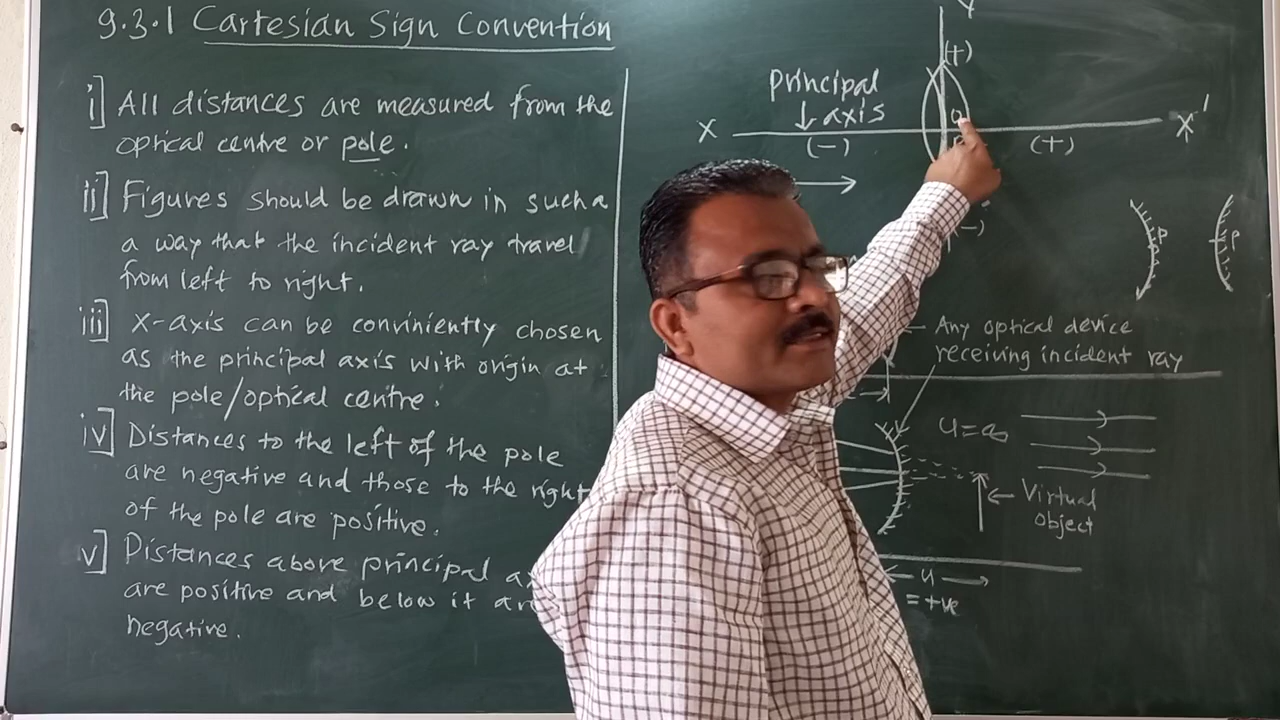 9.3.1 Cartesian Sign Convention
i] All distances are measured from the
optical centre or pole.
ii] Figures should be drawn in such a
a way that the incident ray travel
from left to right.
iii] X-axis can be conviniently chosen
as the principal axis with origin at
the pole/optical centre.
iv] Distances to the left of the pole
are negative and those to the right
of the pole are positive.
v] Distances above principal
are positive and below it are
negative.
Y
(+)
principal
axis
X
X'
(-)
(+)
(-)
P
P
Any optical device
receiving incident ray
u=∞
Virtual
object
u
=+ve